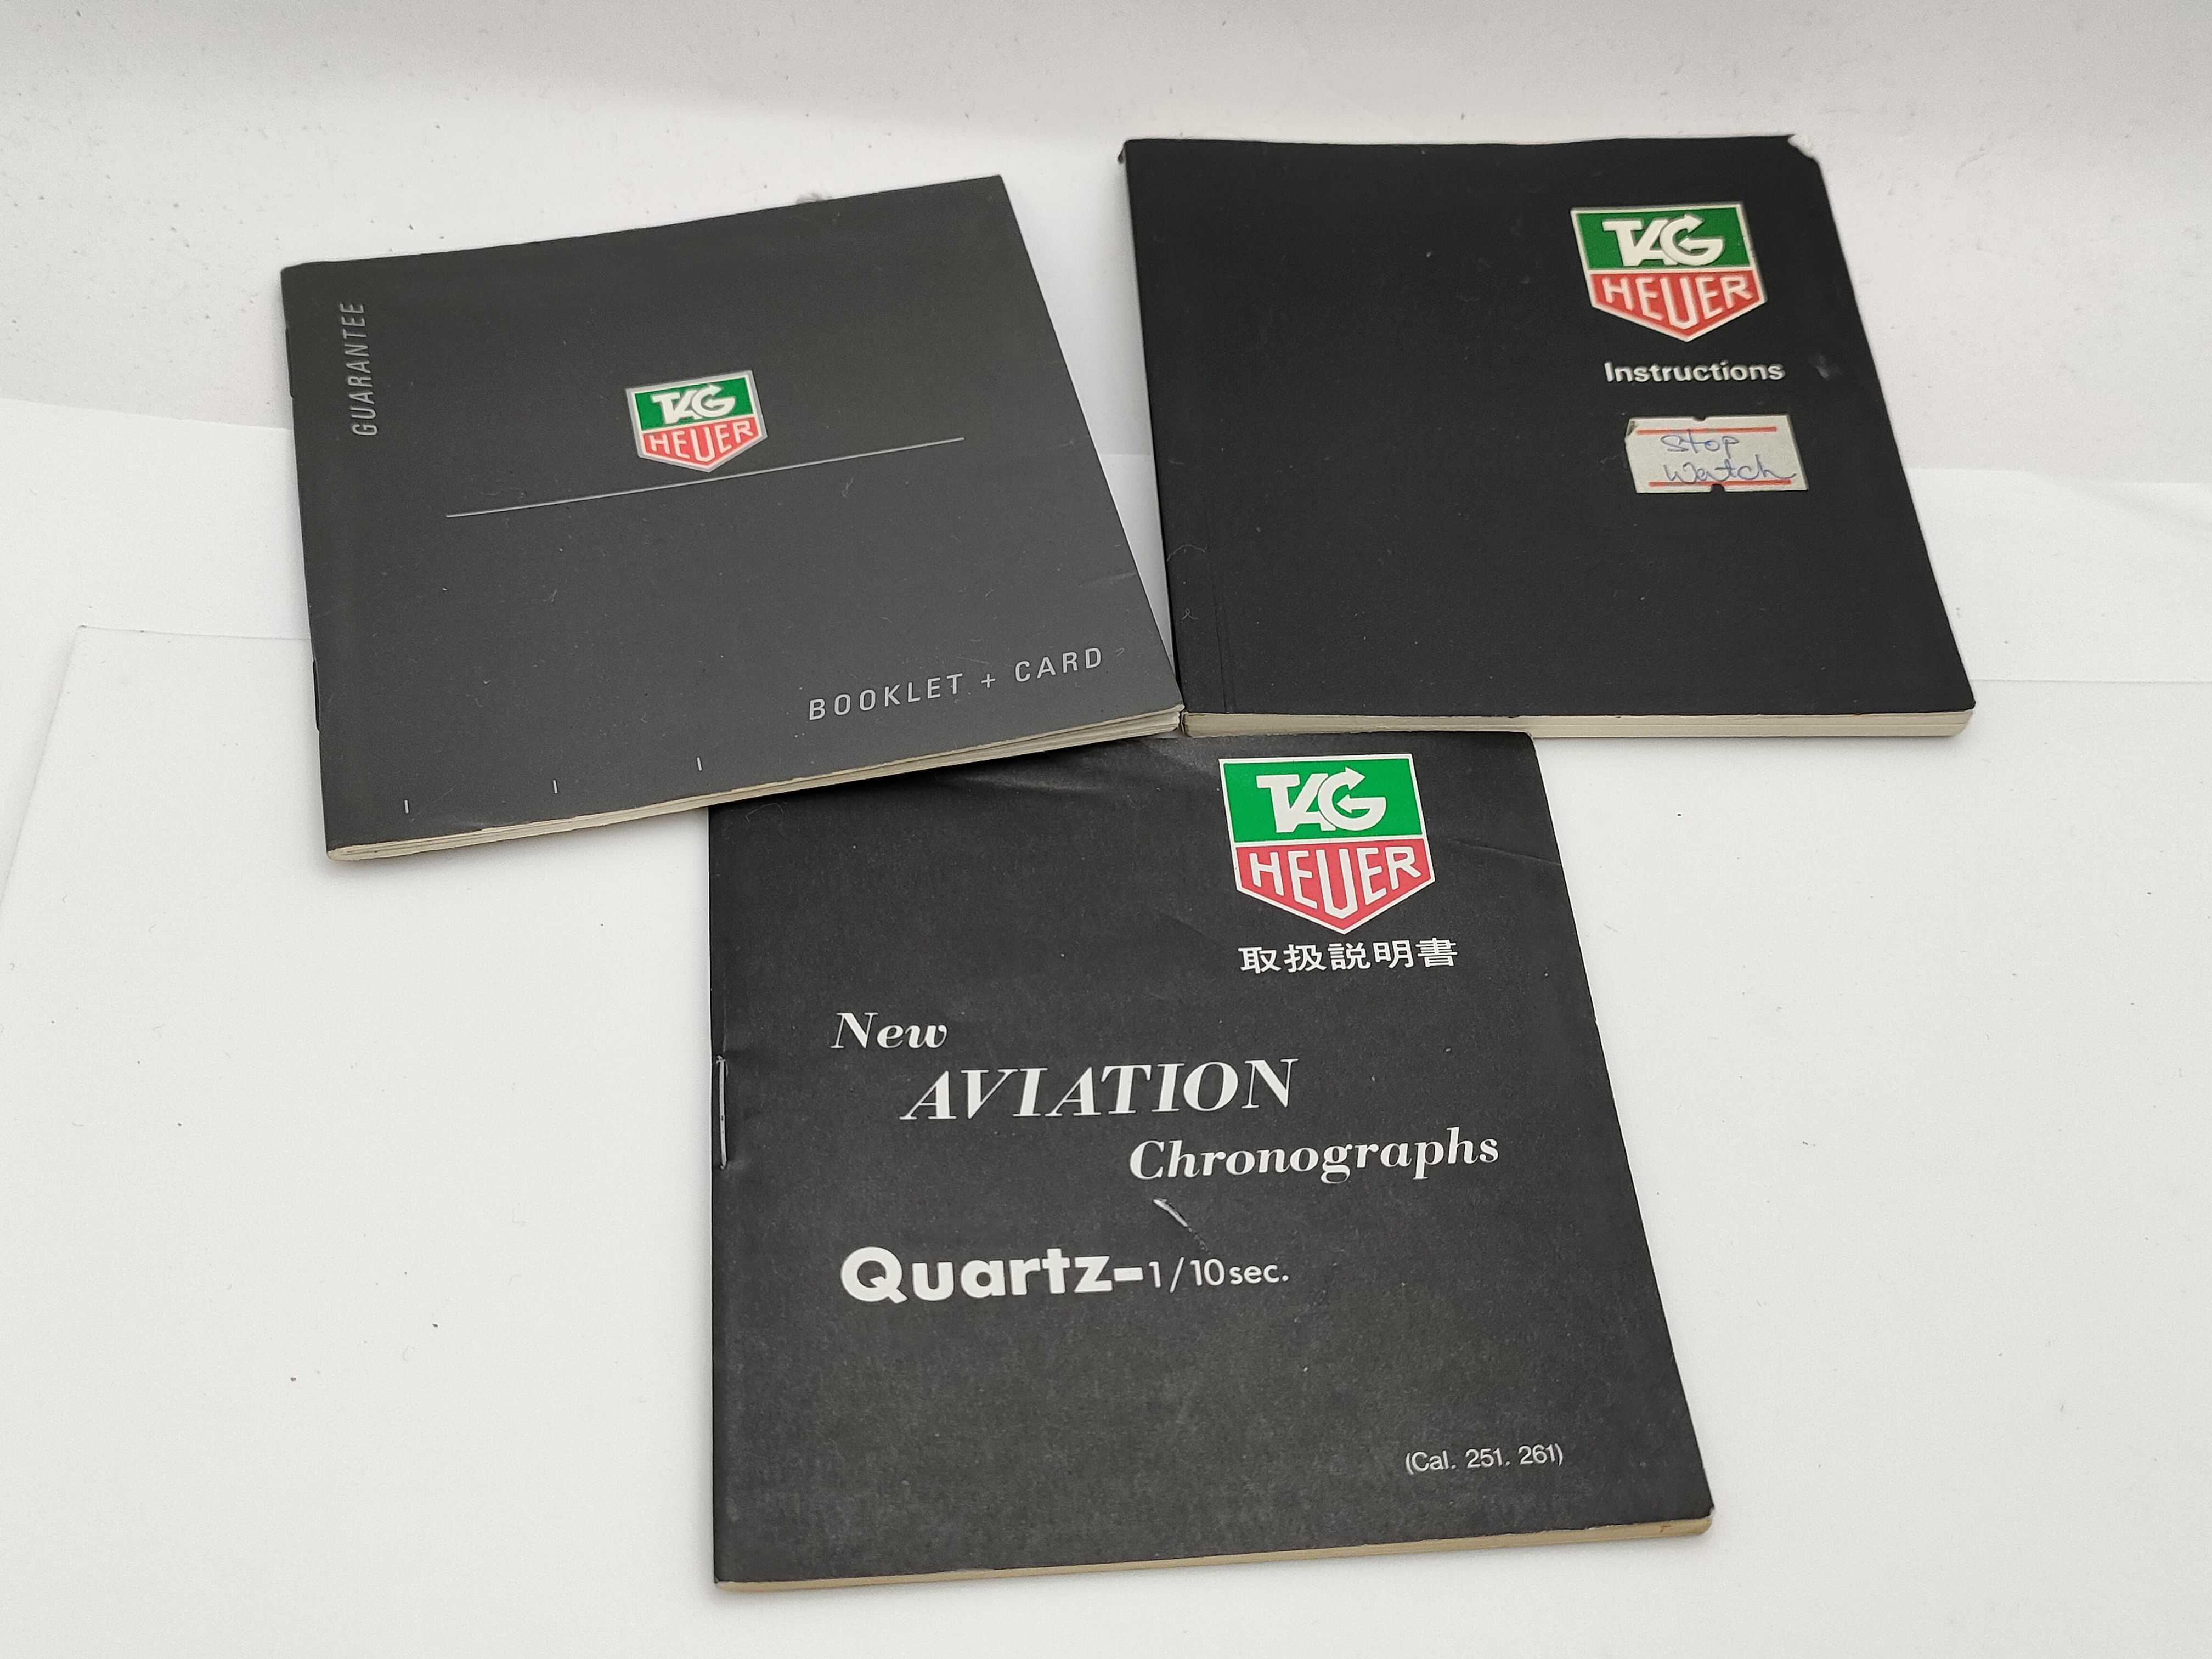 GUARANTEE
TAG
HEUER
BOOKLET + CARD
TAG
HEUER
Instructions
Stop
Watch
TAG
HEUER
取扱説明書
New
AVIATION
Chronographs
Quartz-1/10sec.
(Cal. 251. 261)